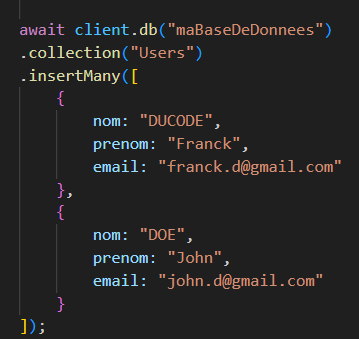 await client.db("maBaseDeDonnees")
.collection("Users")
.insertMany([
    {
        nom: "DUCODE",
        prenom: "Franck",
        email: "franck.d@gmail.com"
    },
    {
        nom: "DOE",
        prenom: "John",
        email: "john.d@gmail.com"
    }
]);